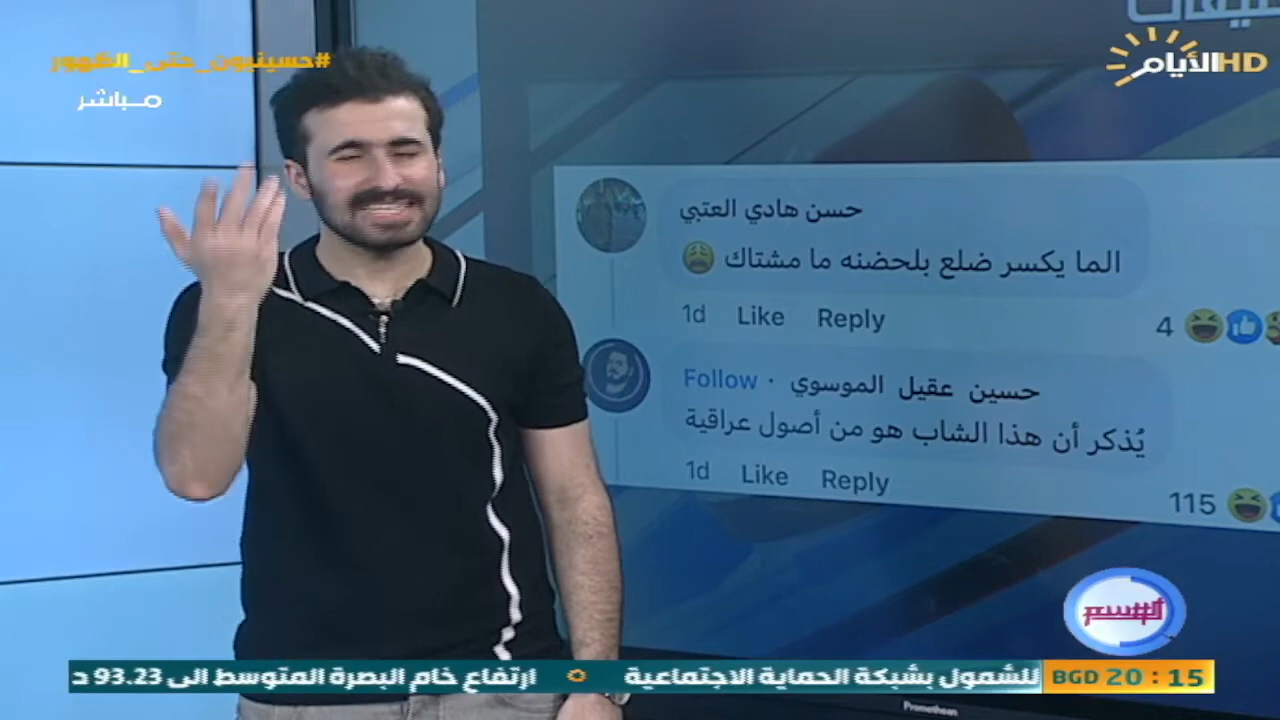 #حسينيون_حتى_الظهور
مباشر
الأيام HD
حسن هادي العتبي
الما يكسر ضلع بلحضنه ما مشتاك 😩
1d Like Reply
4
حسين عقيل الموسوي · Follow
يُذكر أن هذا الشاب هو من أصول عراقية
1d Like Reply
115
للشمول بشبكة الحماية الاجتماعية ارتفاع خام البصرة المتوسط الى 93.23 د
BGD 20:15
Promethean